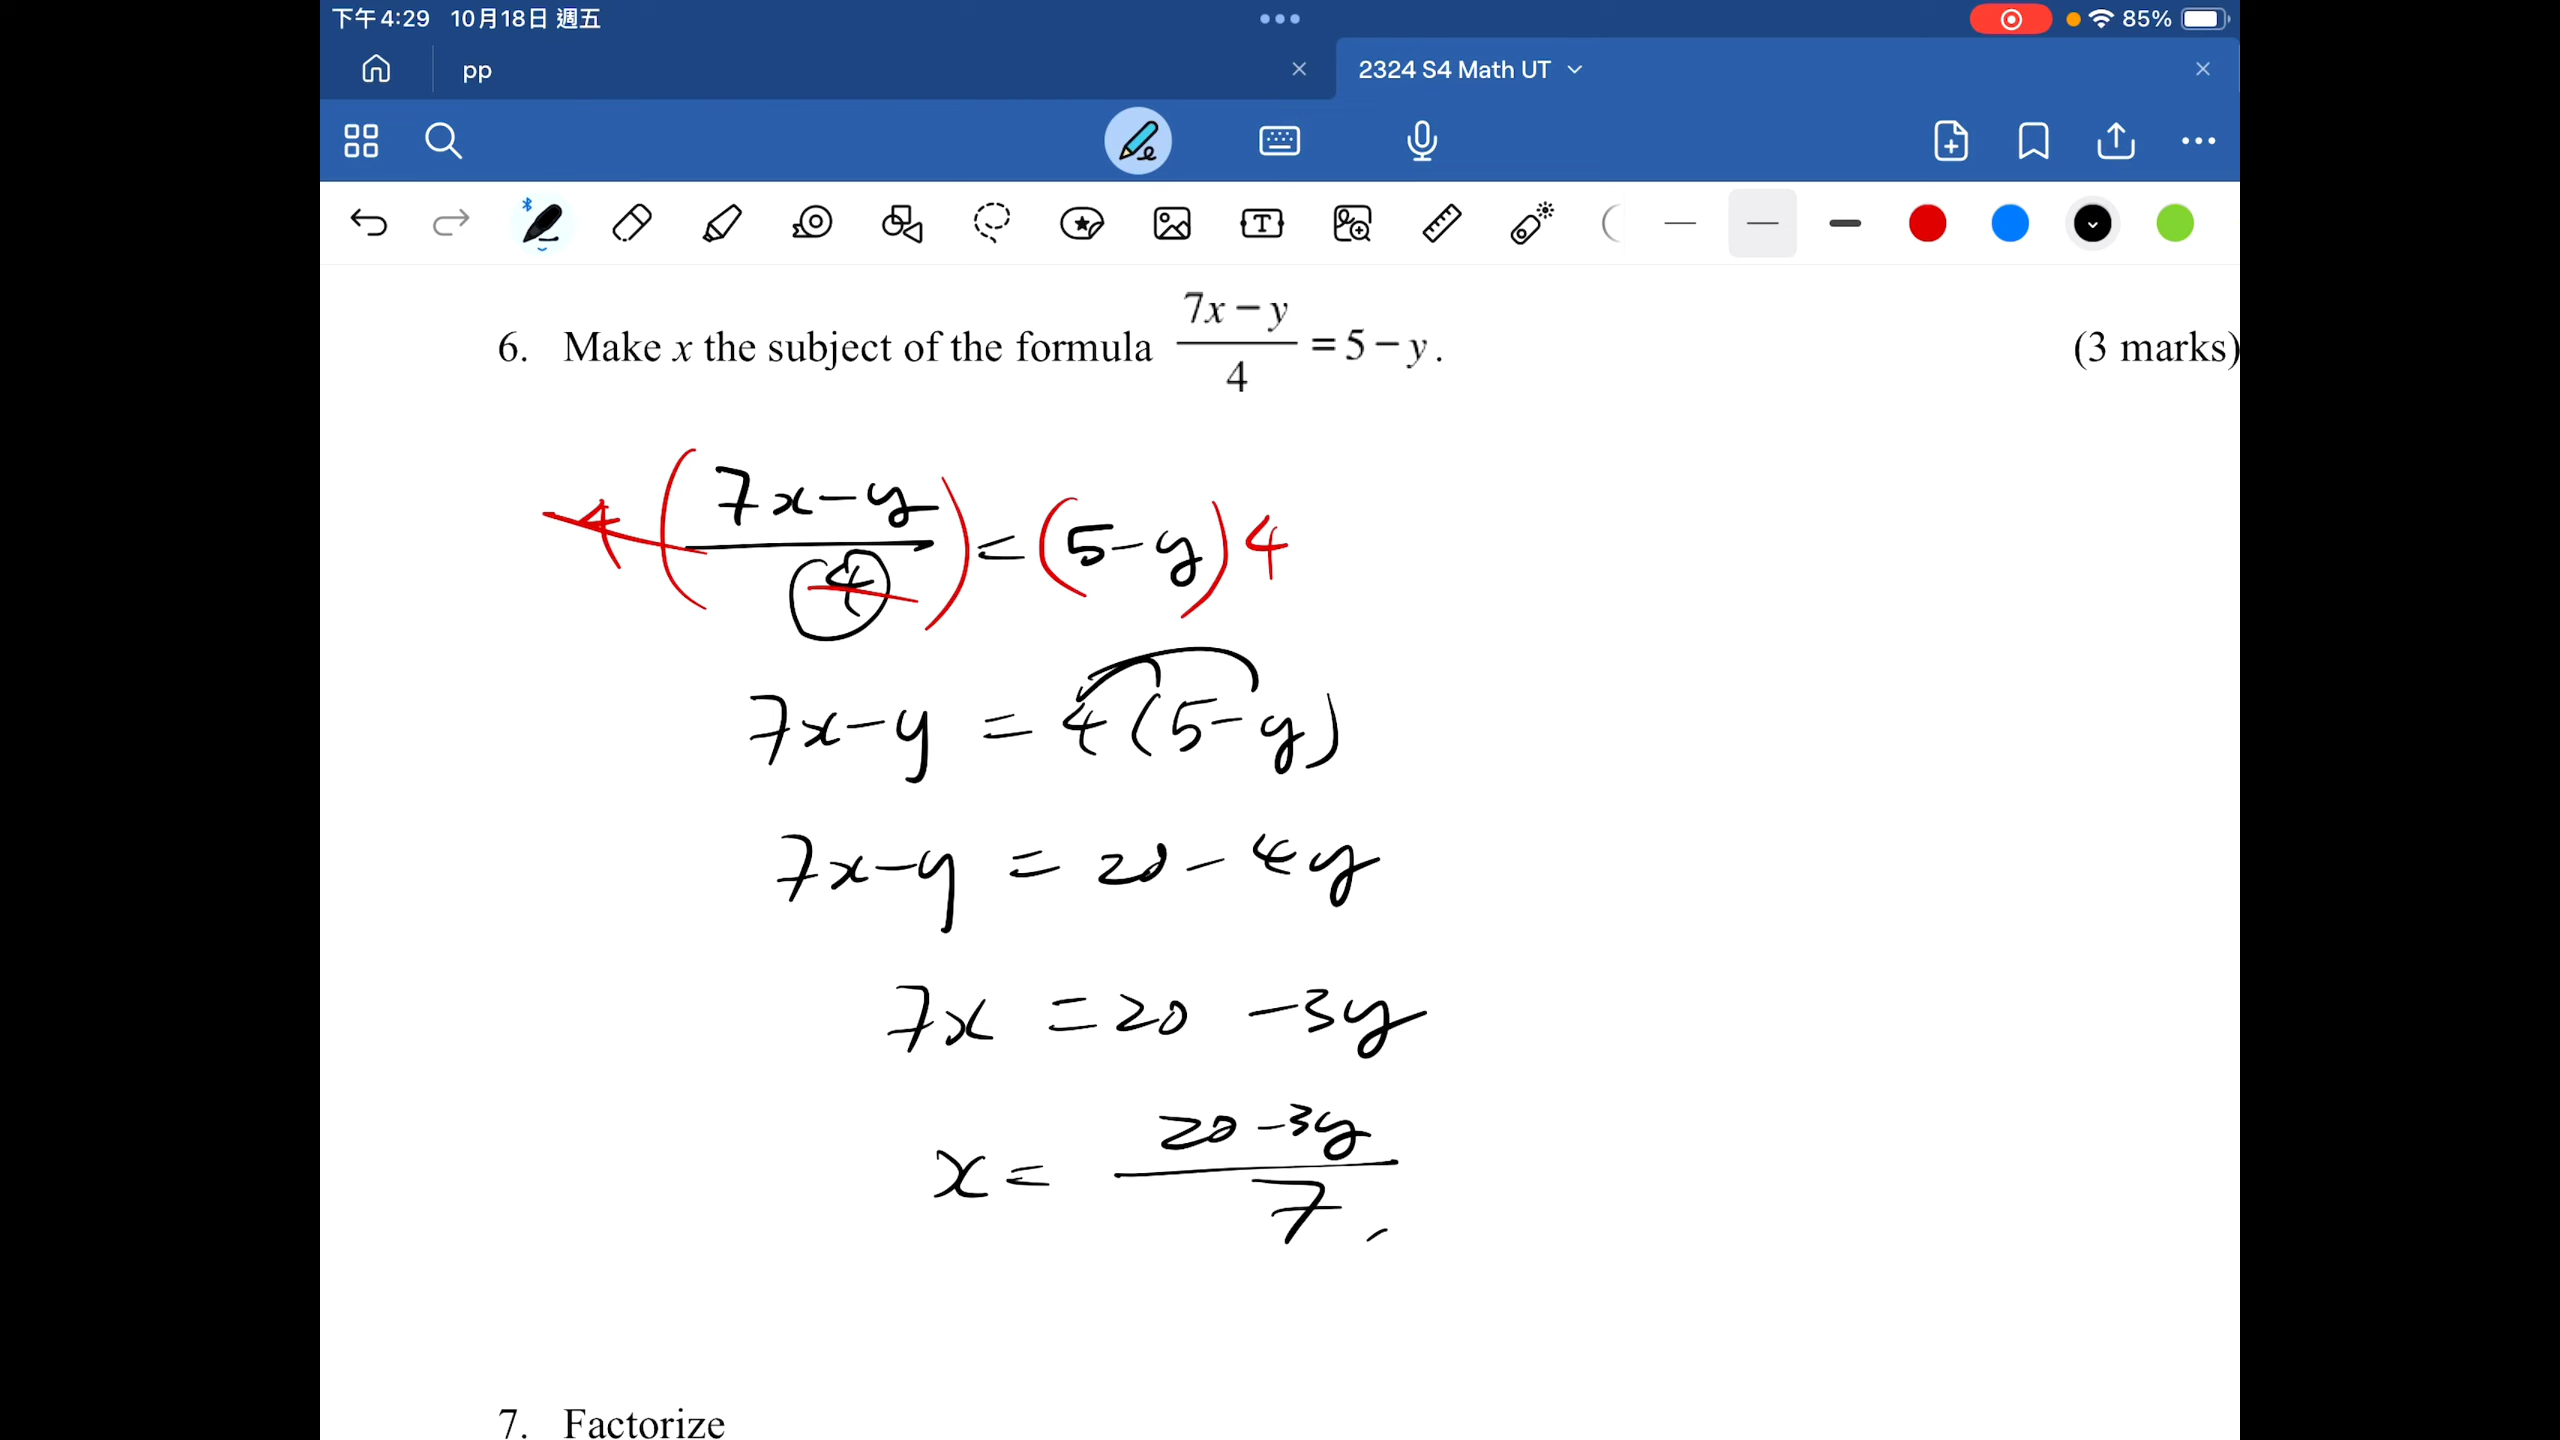 下午4:29 10月18日 週五 85%
pp 2324 S4 Math UT
6. Make x the subject of the formula (7x − y)/4 = 5 − y. (3 marks)
4((7x − y)/4) = (5 − y)4
7x − y = 4(5 − y)
7x − y = 20 − 4y
7x = 20 − 3y
x = (20 − 3y)/7
7. Factorize